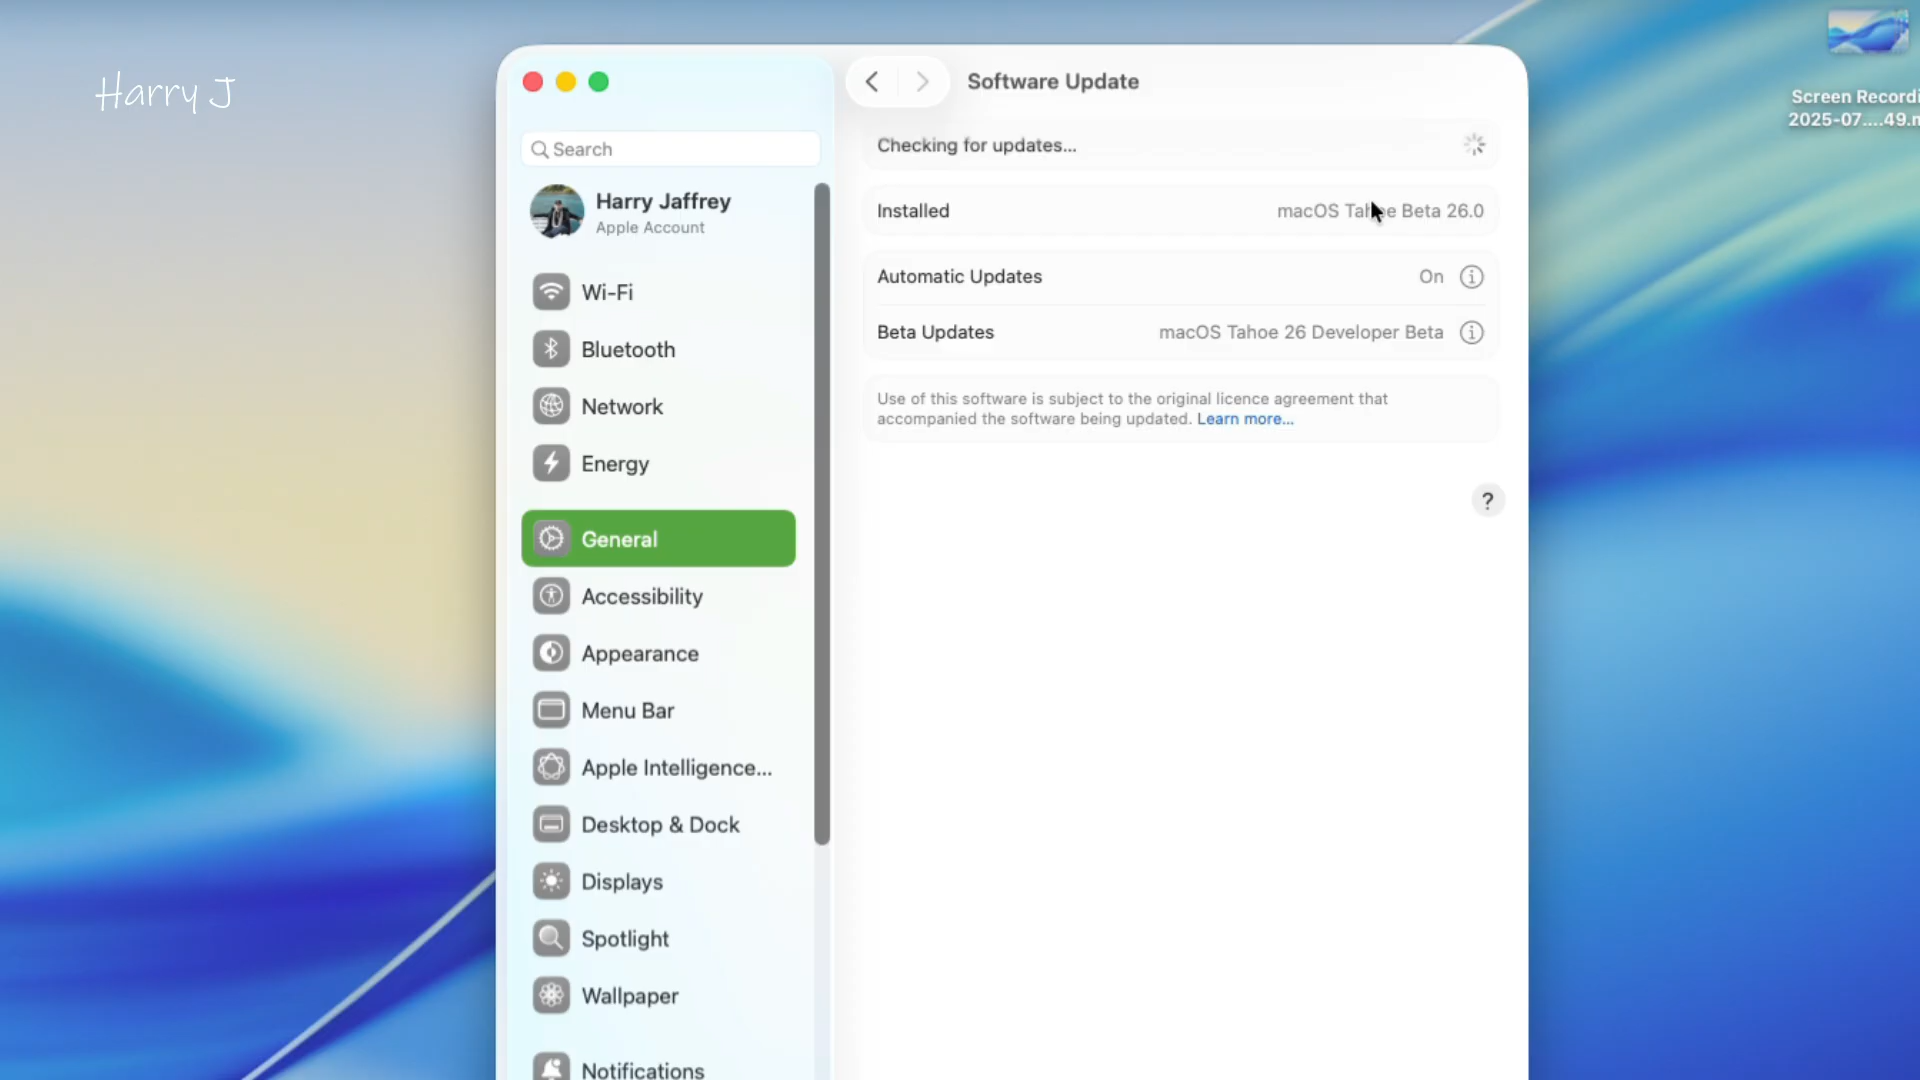 Harry J
Screen Recordi
2025-07....49.m
Software Update
Search
Harry Jaffrey
Apple Account
Wi-Fi
Bluetooth
Network
Energy
General
Accessibility
Appearance
Menu Bar
Apple Intelligence...
Desktop & Dock
Displays
Spotlight
Wallpaper
Notifications
Checking for updates...
Installed
macOS Tahoe Beta 26.0
Automatic Updates
On
Beta Updates
macOS Tahoe 26 Developer Beta
Use of this software is subject to the original licence agreement that
accompanied the software being updated. Learn more...
?